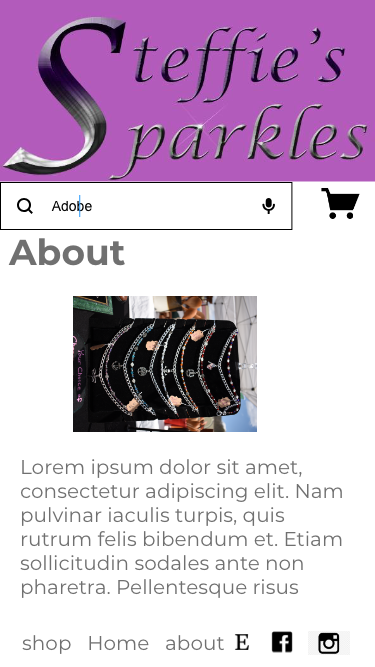 Steffie's
Sparkles
Adobe
About
Lorem ipsum dolor sit amet,
consectetur adipiscing elit. Nam
pulvinar iaculis turpis, quis
rutrum felis bibendum et. Etiam
sollicitudin sodales ante non
pharetra. Pellentesque risus
shop Home about E